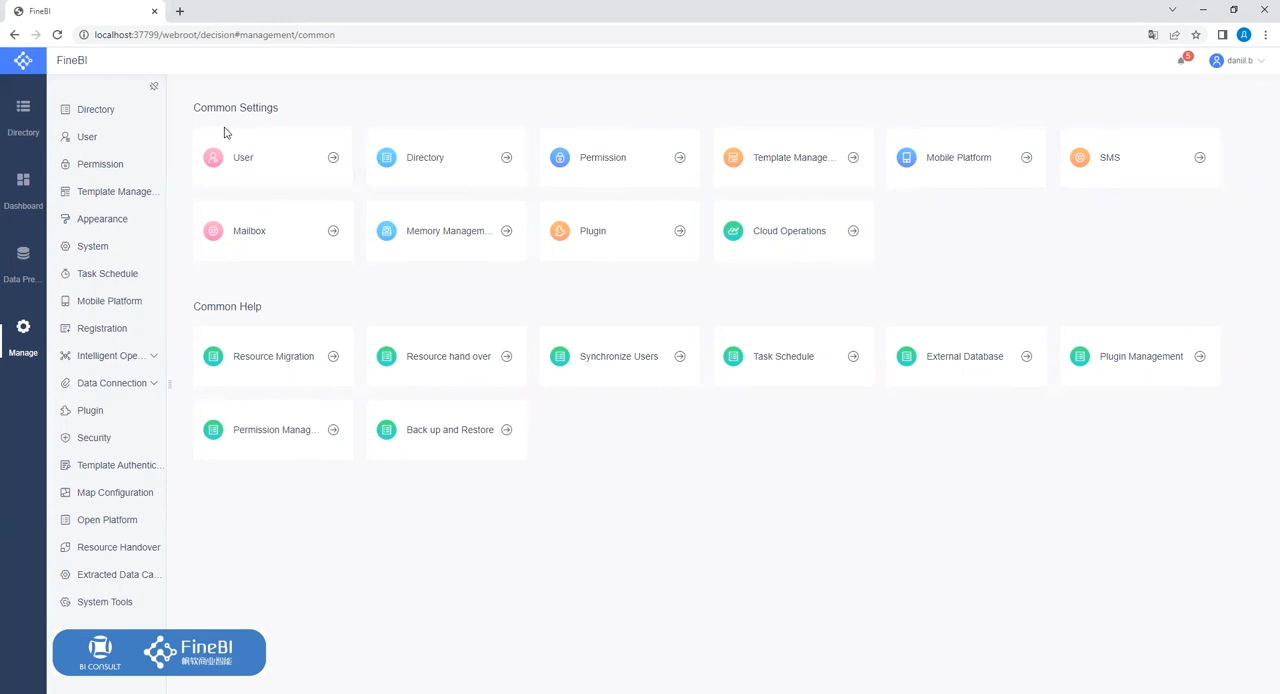 FineBI
localhost:37799/webroot/decision#management/common
FineBI
5
daniil.b
Directory
Dashboard
Data Pre...
Manage
Directory
User
Permission
Template Manage...
Appearance
System
Task Schedule
Mobile Platform
Registration
Intelligent Ope...
Data Connection
Plugin
Security
Template Authentic...
Map Configuration
Open Platform
Resource Handover
Extracted Data Ca...
System Tools
Common Settings
User
Directory
Permission
Template Manage...
Mobile Platform
SMS
Mailbox
Memory Managem...
Plugin
Cloud Operations
Common Help
Resource Migration
Resource hand over
Synchronize Users
Task Schedule
External Database
Plugin Management
Permission Manag...
Back up and Restore
BI CONSULT
FineBI
帆软商业智能
Д